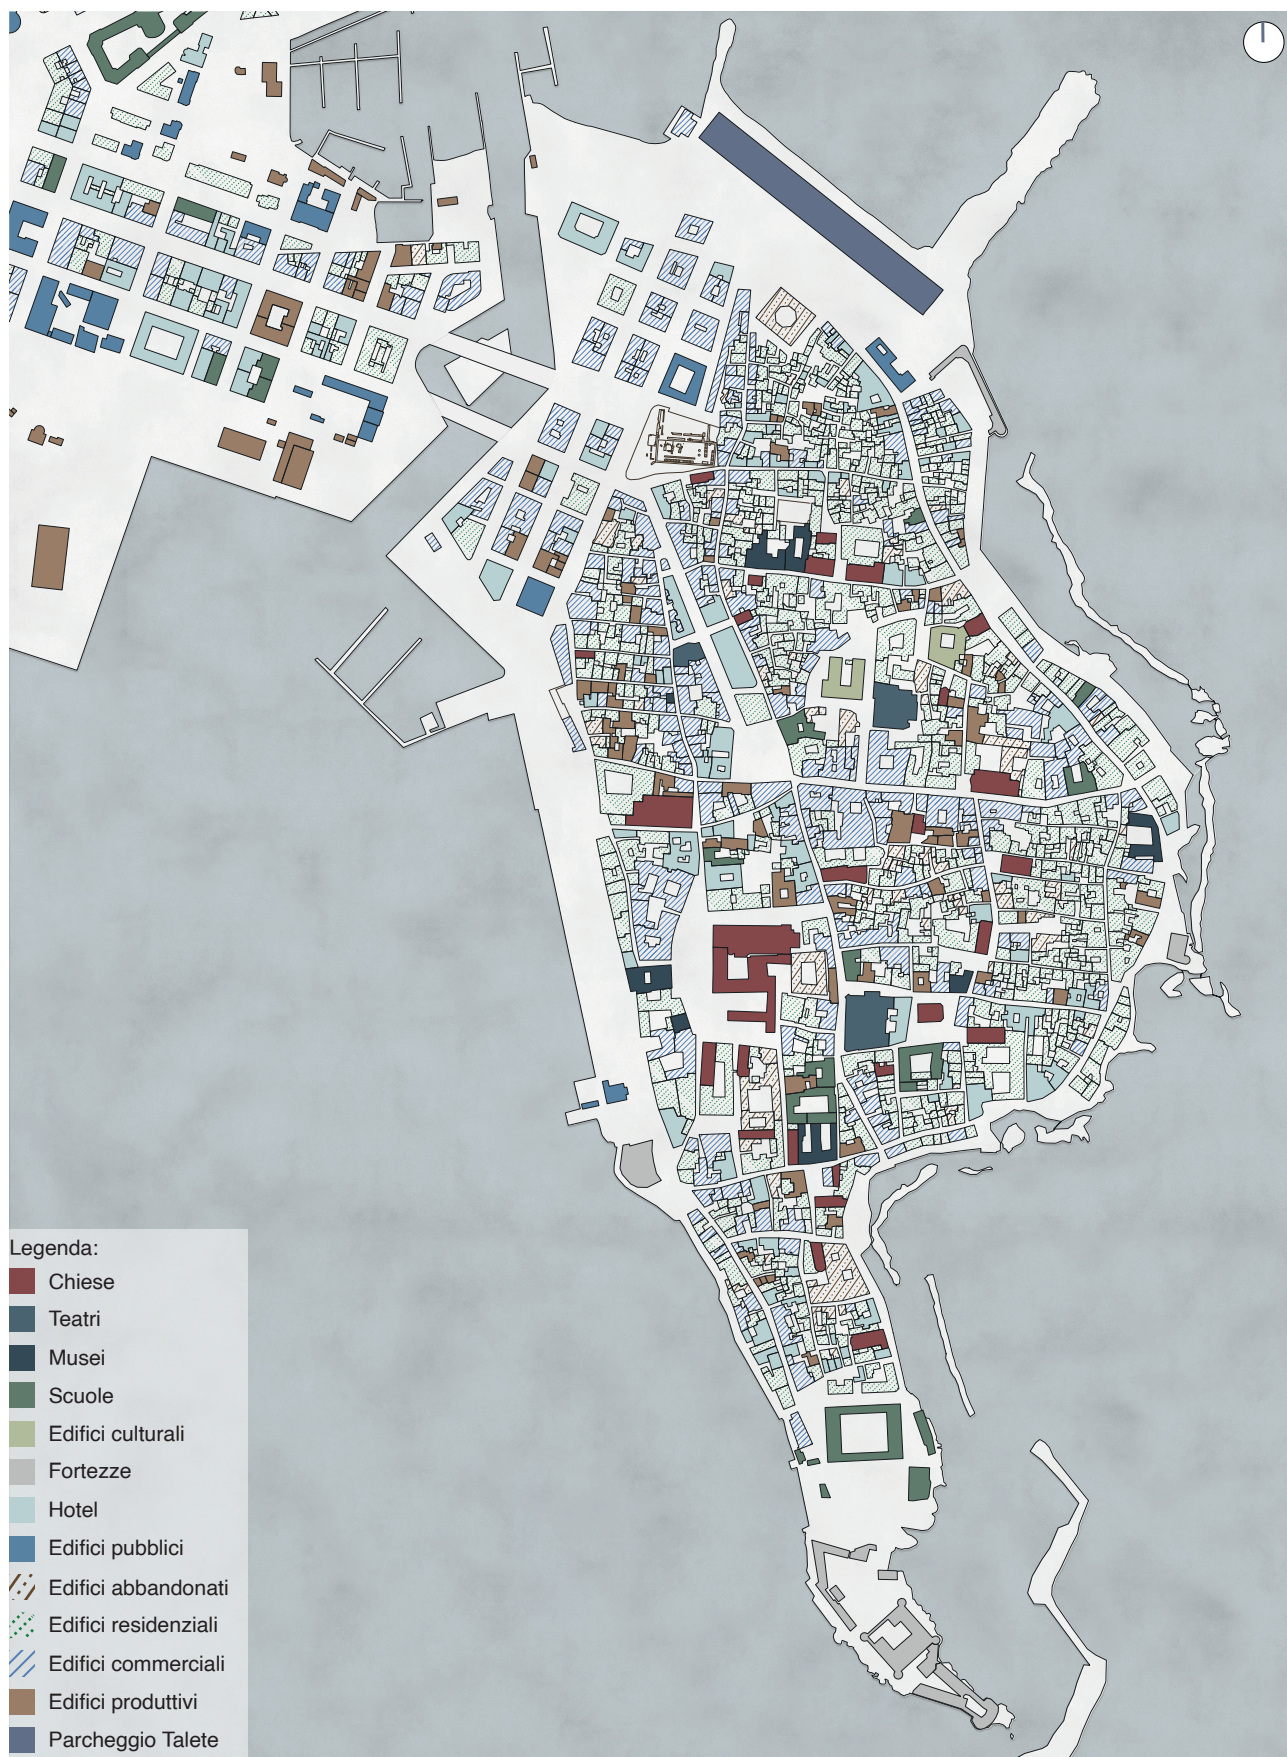 Legenda:
Chiese
Teatri
Musei
Scuole
Edifici culturali
Fortezze
Hotel
Edifici pubblici
Edifici abbandonati
Edifici residenziali
Edifici commerciali
Edifici produttivi
Parcheggio Talete